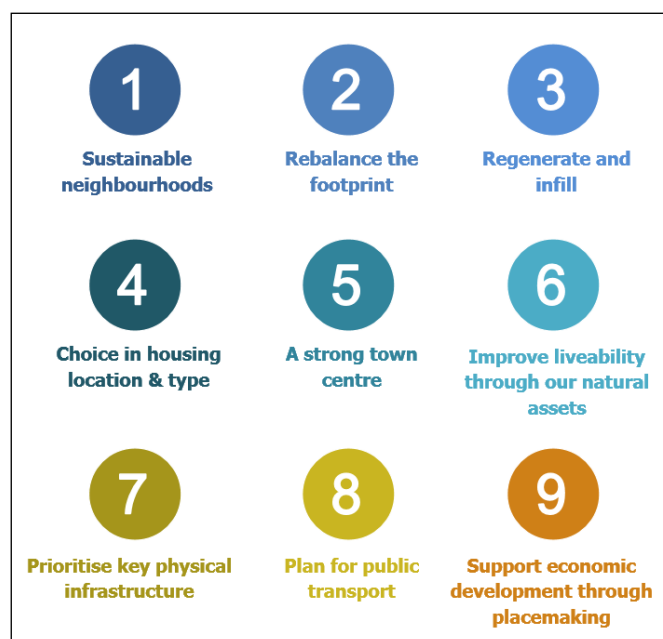 1
Sustainable
neighbourhoods
2
Rebalance the
footprint
3
Regenerate and
infill
4
Choice in housing
location & type
5
A strong town
centre
6
Improve liveability
through our natural
assets
7
Prioritise key physical
infrastructure
8
Plan for public
transport
9
Support economic
development through
placemaking